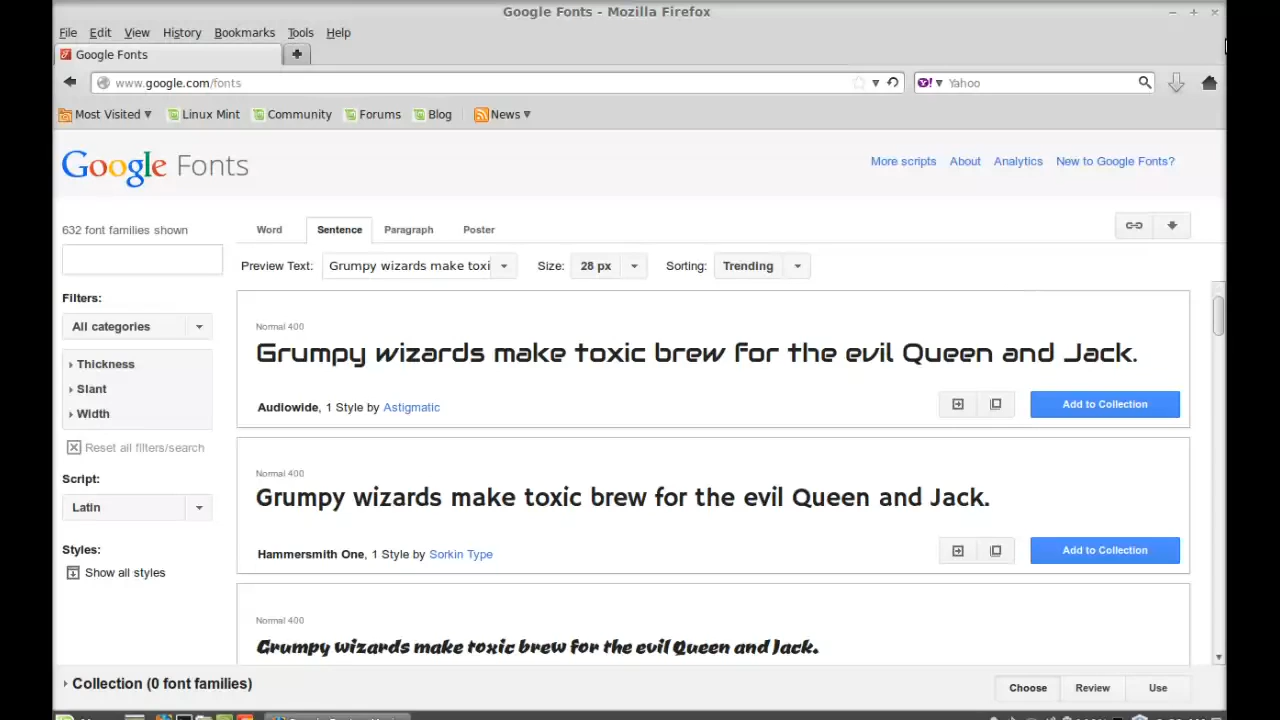 Google Fonts - Mozilla Firefox
File Edit View History Bookmarks Tools Help
Google Fonts
www.google.com/fonts Yahoo
Most Visited Linux Mint Community Forums Blog News
Google Fonts
More scripts About Analytics New to Google Fonts?
632 font families shown
Word Sentence Paragraph Poster
Preview Text: Grumpy wizards make toxi Size: 28 px Sorting: Trending
Filters:
All categories
Thickness
Slant
Width
Reset all filters/search
Script:
Latin
Styles:
Show all styles
Normal 400
Grumpy wizards make toxic brew for the evil Queen and Jack.
Audiowide, 1 Style by Astigmatic
Add to Collection
Normal 400
Grumpy wizards make toxic brew for the evil Queen and Jack.
Hammersmith One, 1 Style by Sorkin Type
Add to Collection
Normal 400
Grumpy wizards make toxic brew for the evil Queen and Jack.
Collection (0 font families)
Choose Review Use